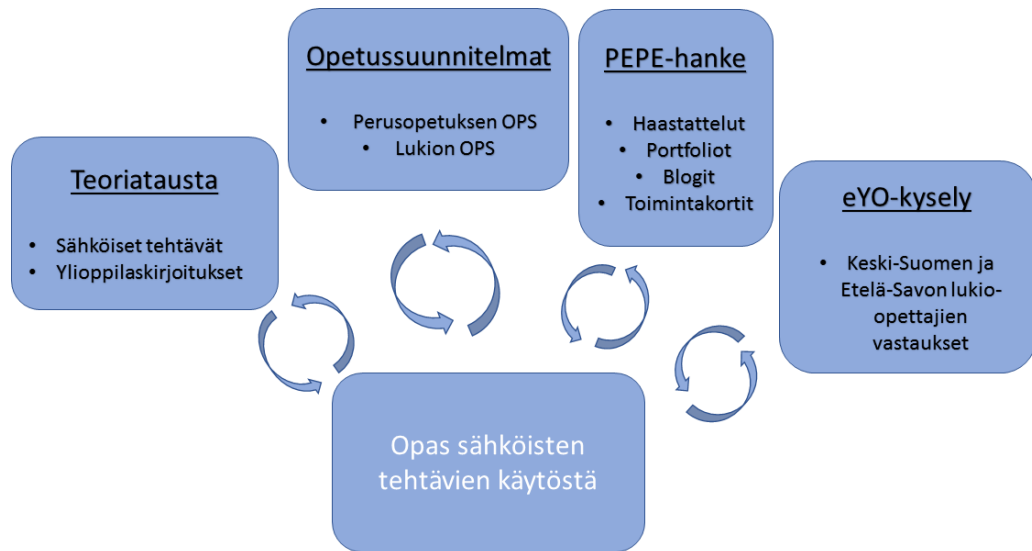 Teoriatausta
• Sähköiset tehtävät
• Ylioppilaskirjoitukset
Opetussuunnitelmat
• Perusopetuksen OPS
• Lukion OPS
PEPE-hanke
• Haastattelut
• Portfoliot
• Blogit
• Toimintakortit
eYO-kysely
• Keski-Suomen ja
Etelä-Savon lukio-
opettajien
vastaukset
Opas sähköisten
tehtävien käytöstä